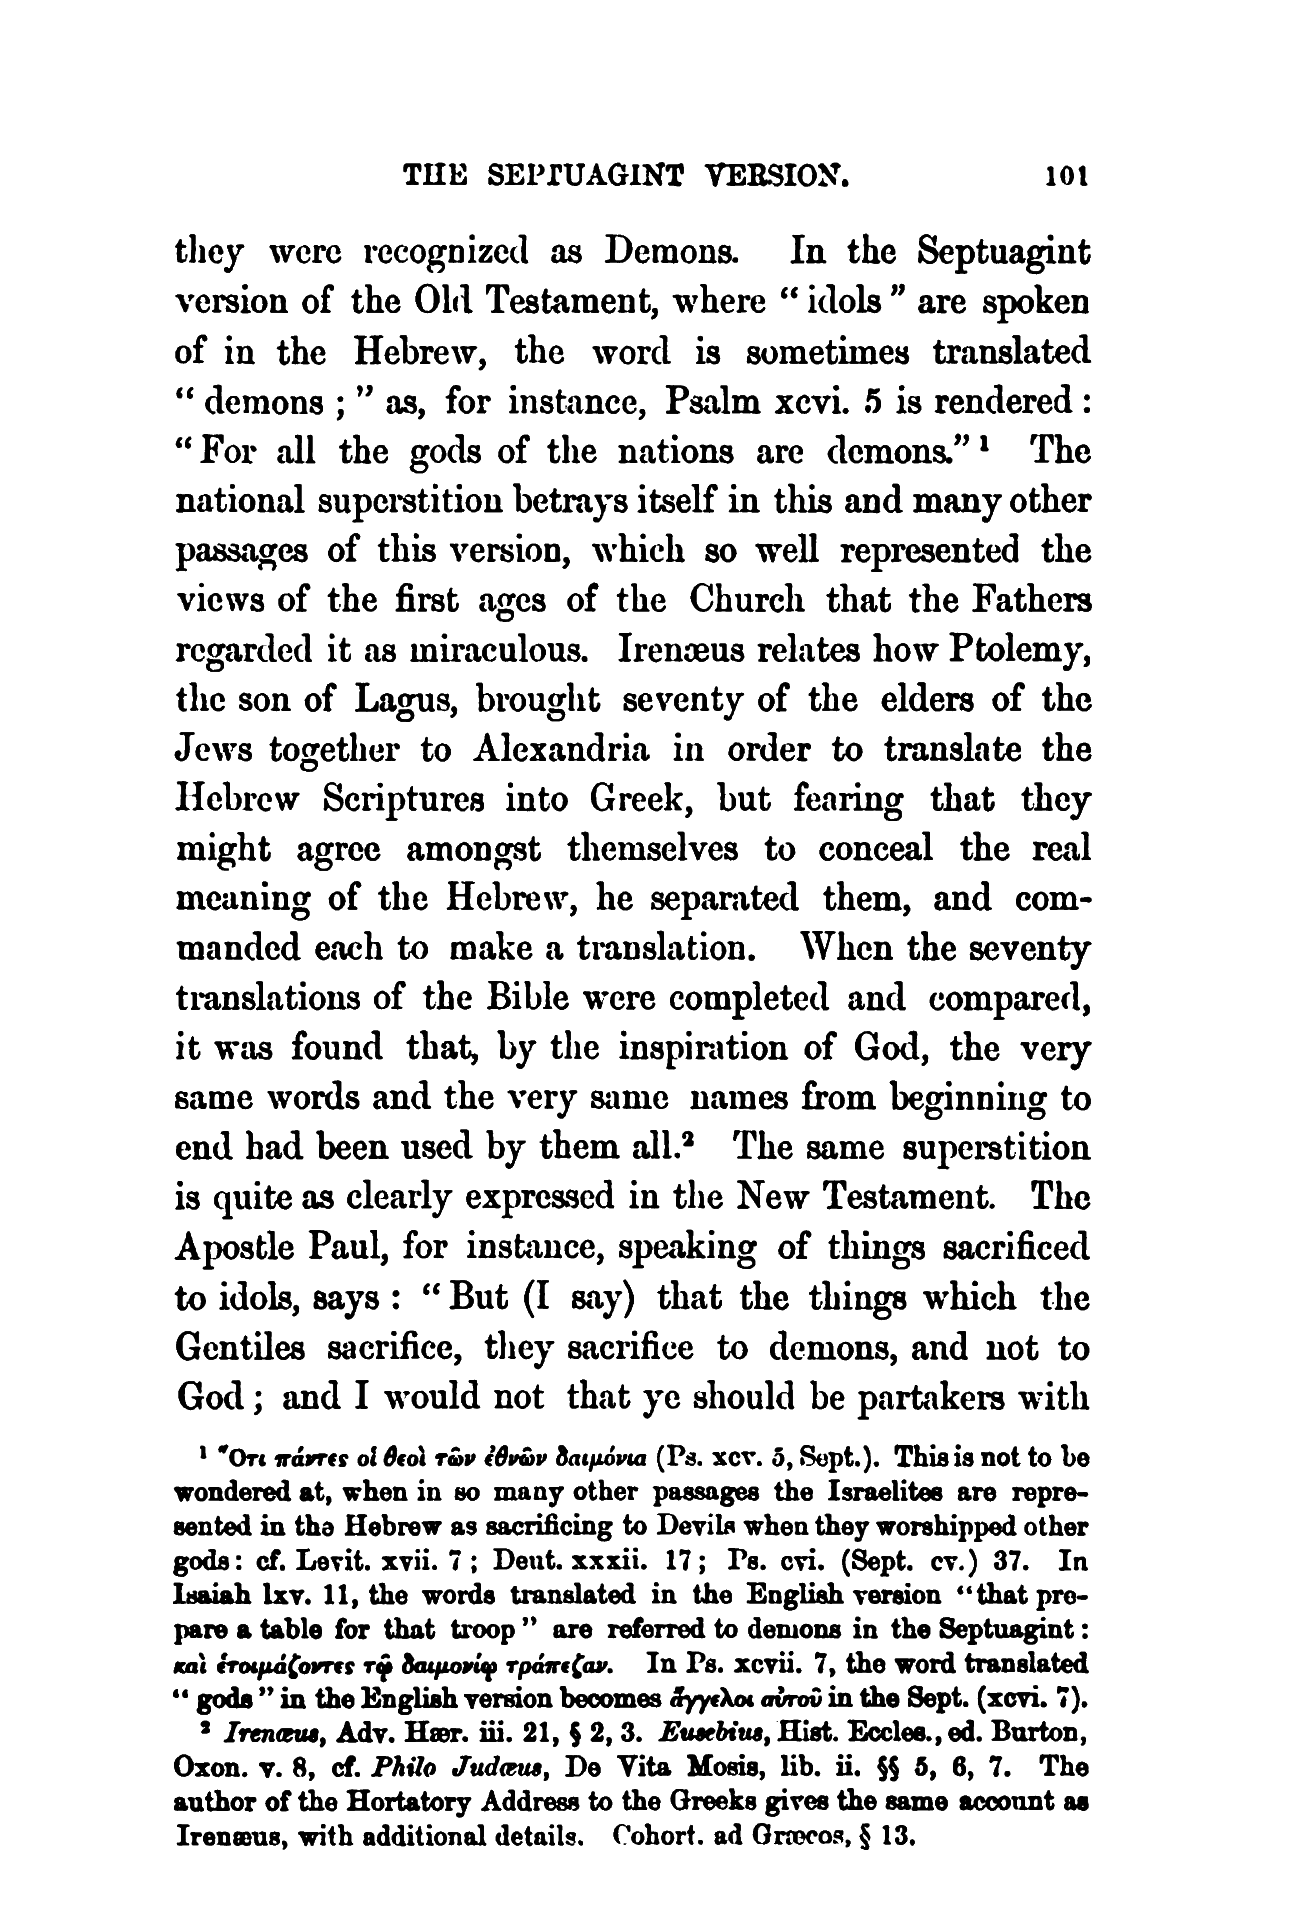 THE SEPTUAGINT VERSION. 101
they were recognized as Demons. In the Septuagint
version of the Old Testament, where “ idols ” are spoken
of in the Hebrew, the word is sometimes translated
“ demons ; ” as, for instance, Psalm xcvi. 5 is rendered :
“ For all the gods of the nations are demons.” ¹ The
national superstition betrays itself in this and many other
passages of this version, which so well represented the
views of the first ages of the Church that the Fathers
regarded it as miraculous. Irenæus relates how Ptolemy,
the son of Lagus, brought seventy of the elders of the
Jews together to Alexandria in order to translate the
Hebrew Scriptures into Greek, but fearing that they
might agree amongst themselves to conceal the real
meaning of the Hebrew, he separated them, and com-
manded each to make a translation. When the seventy
translations of the Bible were completed and compared,
it was found that, by the inspiration of God, the very
same words and the very same names from beginning to
end had been used by them all.² The same superstition
is quite as clearly expressed in the New Testament. The
Apostle Paul, for instance, speaking of things sacrificed
to idols, says : “ But (I say) that the things which the
Gentiles sacrifice, they sacrifice to demons, and not to
God ; and I would not that ye should be partakers with
¹ Ὅτι πάντες οἱ θεοὶ τῶν ἐθνῶν δαιμόνια (Ps. xcv. 5, Sept.). This is not to be
wondered at, when in so many other passages the Israelites are repre-
sented in the Hebrew as sacrificing to Devils when they worshipped other
gods : cf. Levit. xvii. 7 ; Deut. xxxii. 17 ; Ps. cvi. (Sept. cv.) 37. In
Isaiah lxv. 11, the words translated in the English version “that pre-
pare a table for that troop ” are referred to demons in the Septuagint :
καὶ ἑτοιμάζοντες τῷ δαιμονίῳ τράπεζαν. In Ps. xcvii. 7, the word translated
“ gods ” in the English version becomes ἄγγελοι αὐτοῦ in the Sept. (xcvi. 7).
² Irenæus, Adv. Hær. iii. 21, § 2, 3. Eusebius, Hist. Eccles., ed. Burton,
Oxon. v. 8, cf. Philo Judæus, De Vita Mosis, lib. ii. §§ 5, 6, 7. The
author of the Hortatory Address to the Greeks gives the same account as
Irenæus, with additional details. Cohort. ad Græcos, § 13.